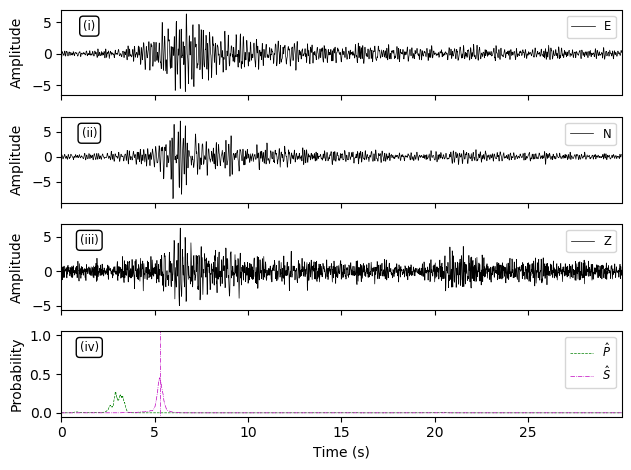 (i)
E
Amplitude
5
0
−5
(ii)
N
Amplitude
5
0
−5
(iii)
Z
Amplitude
5
0
−5
(iv)
P̂
Ŝ
Probability
1.0
0.5
0.0
0 5 10 15 20 25
Time (s)